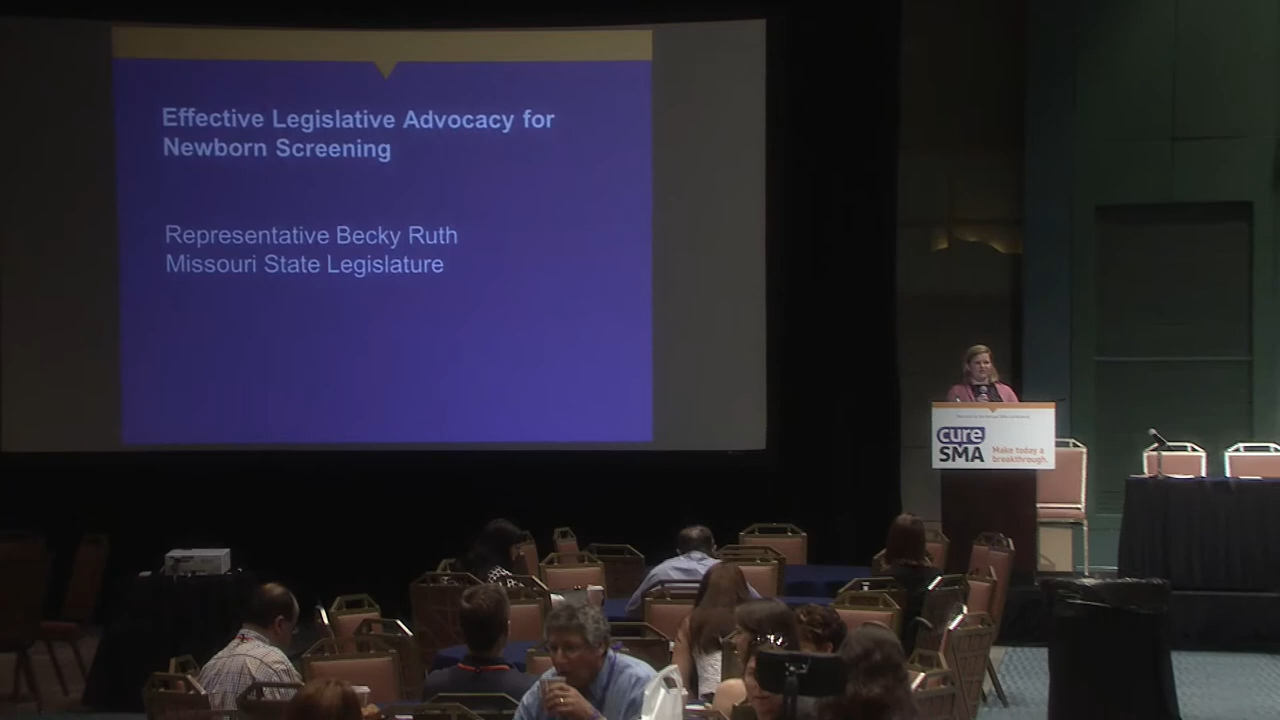 Effective Legislative Advocacy for
Newborn Screening
Representative Becky Ruth
Missouri State Legislature
cure
SMA
Make today a
breakthrough.